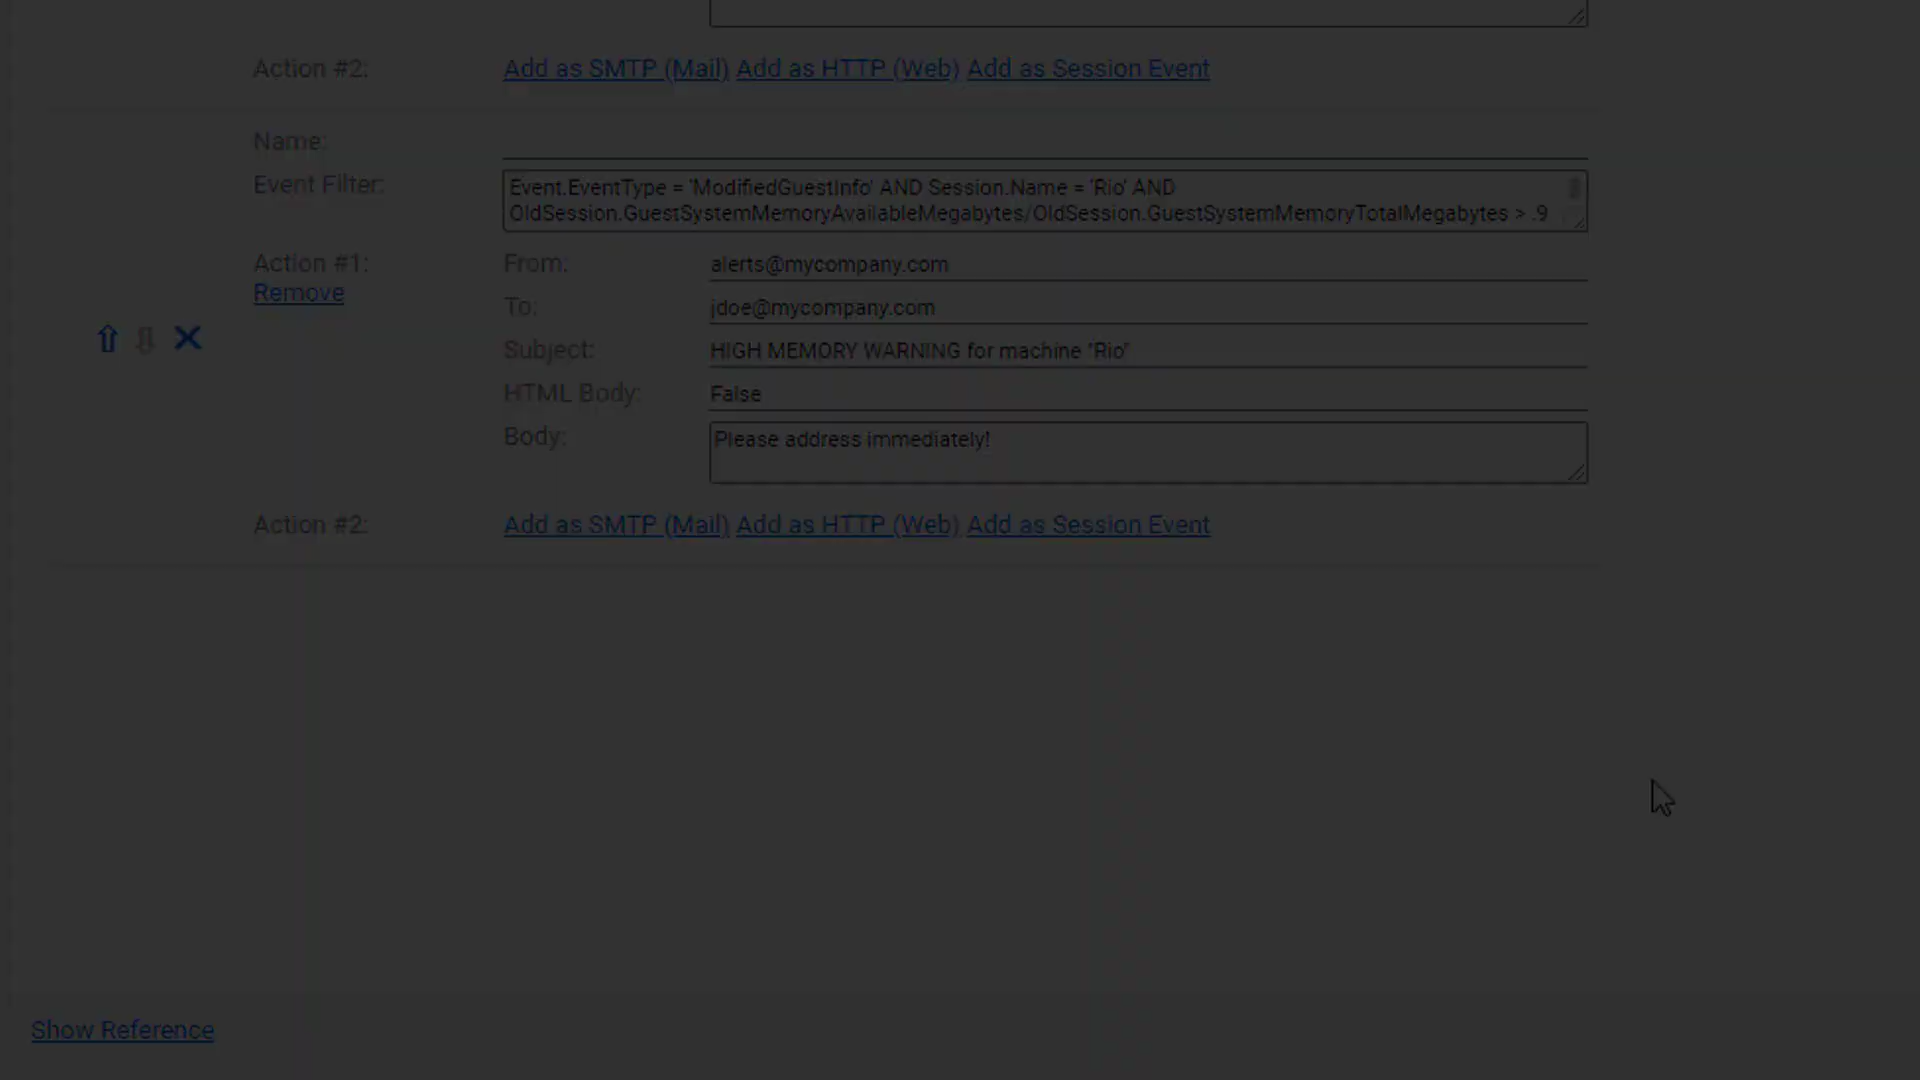 Action #2: Add as SMTP (Mail) Add as HTTP (Web) Add as Session Event
Name:
Event Filter: Event.EventType = 'ModifiedGuestInfo' AND Session.Name = 'Rio' AND
OldSession.GuestSystemMemoryAvailableMegabytes/OldSession.GuestSystemMemoryTotalMegabytes > .9
Action #1: From: alerts@mycompany.com
Remove
To: jdoe@mycompany.com
Subject: HIGH MEMORY WARNING for machine "Rio"
HTML Body: False
Body: Please address immediately!
Action #2: Add as SMTP (Mail) Add as HTTP (Web) Add as Session Event
Show Reference